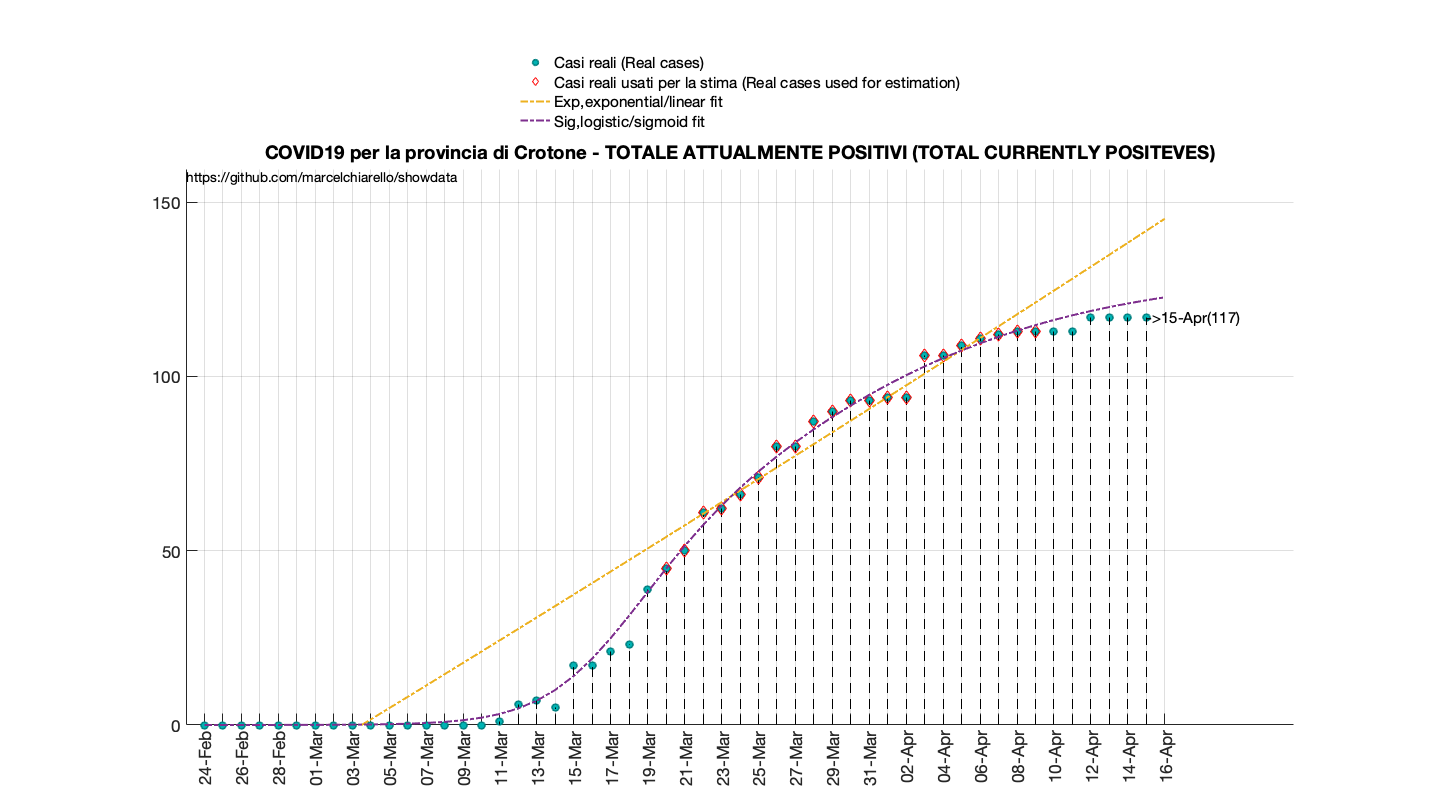 Casi reali (Real cases)
Casi reali usati per la stima (Real cases used for estimation)
Exp,exponential/linear fit
Sig,logistic/sigmoid fit
COVID19 per la provincia di Crotone - TOTALE ATTUALMENTE POSITIVI (TOTAL CURRENTLY POSITEVES)
https://github.com/marcelchiarello/showdata
150
100
50
0
>15-Apr(117)
24-Feb
26-Feb
28-Feb
01-Mar
03-Mar
05-Mar
07-Mar
09-Mar
11-Mar
13-Mar
15-Mar
17-Mar
19-Mar
21-Mar
23-Mar
25-Mar
27-Mar
29-Mar
31-Mar
02-Apr
04-Apr
06-Apr
08-Apr
10-Apr
12-Apr
14-Apr
16-Apr